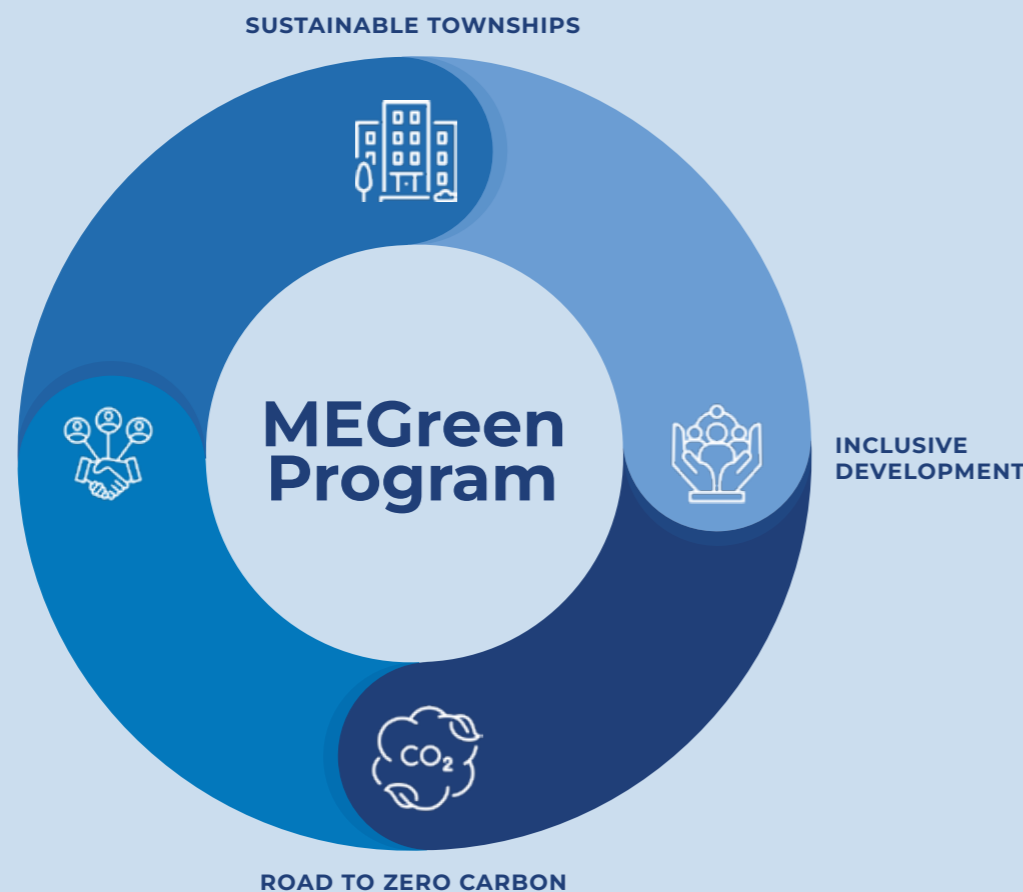 SUSTAINABLE TOWNSHIPS
MEGreen
Program
INCLUSIVE
DEVELOPMENT
CO₂
ROAD TO ZERO CARBON